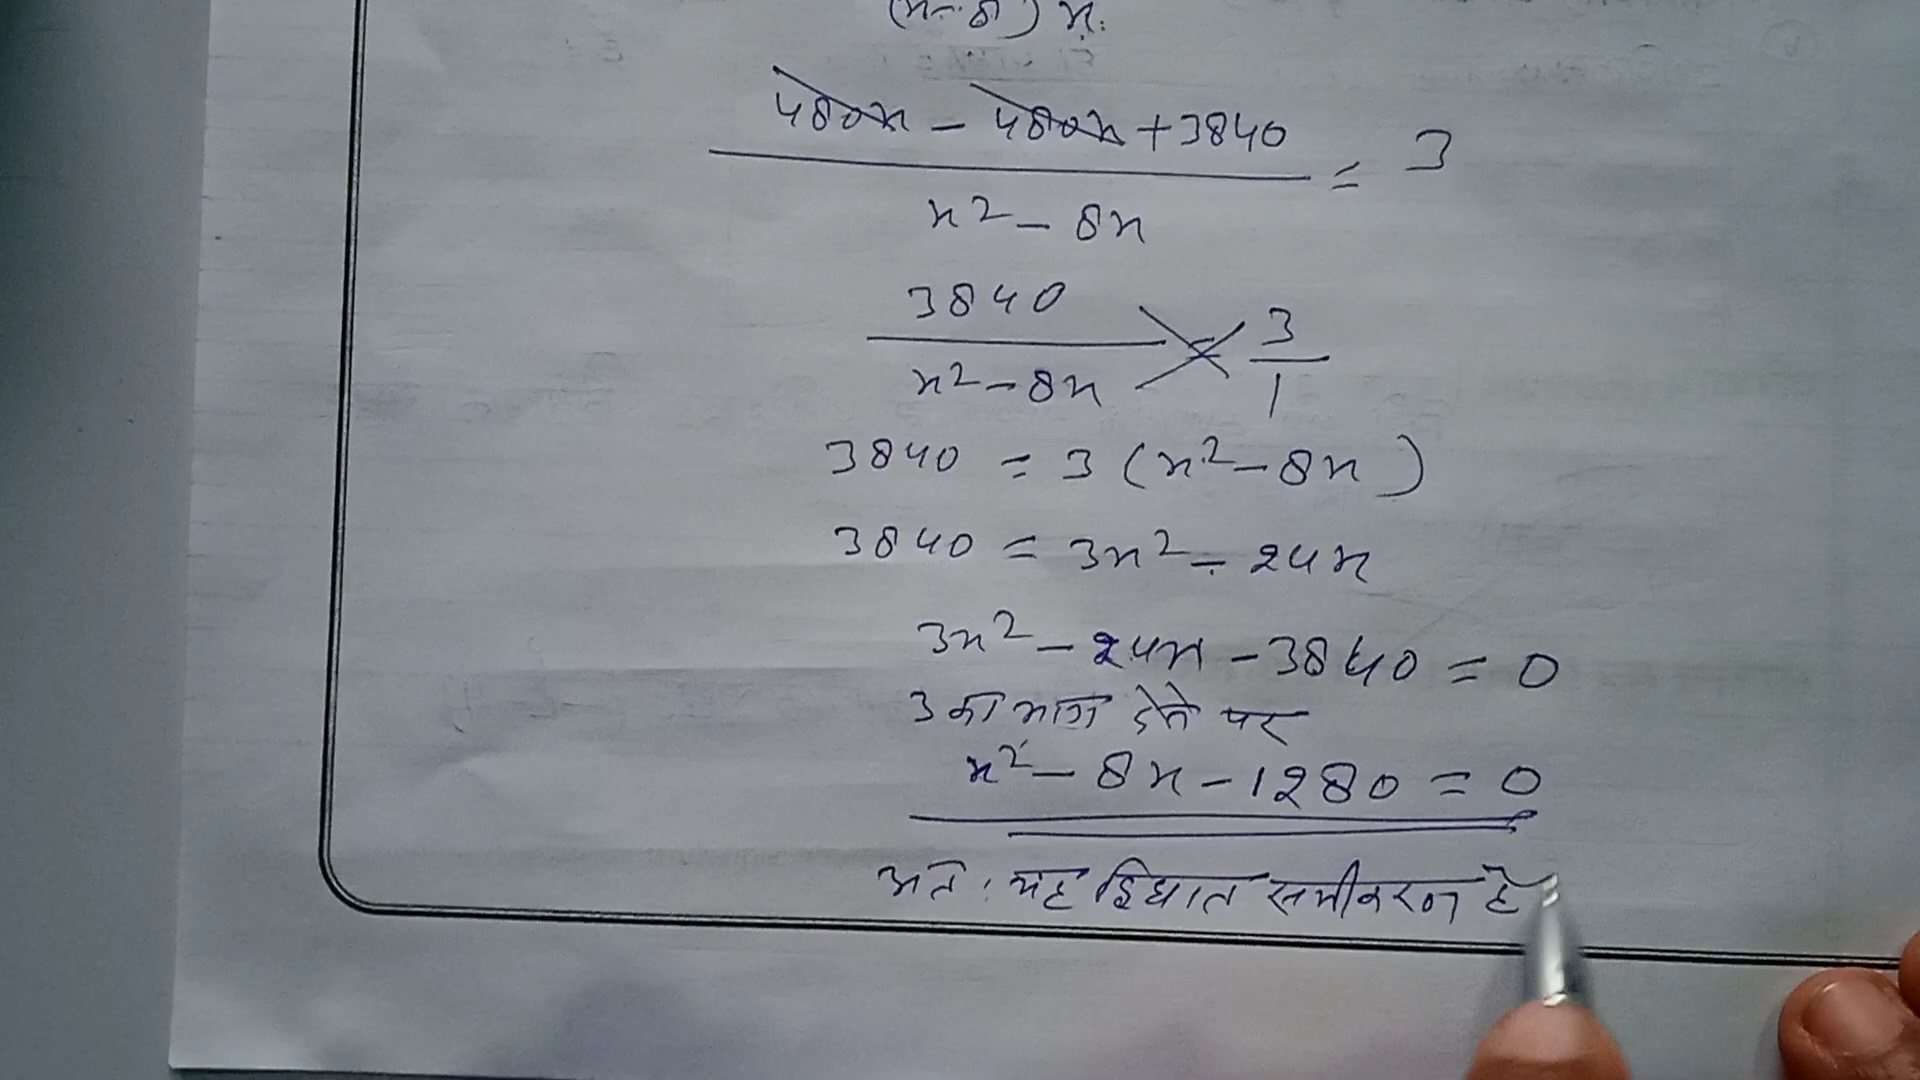 (x-8) x
480x - 480x + 3840 = 3
x² - 8x
3840 3
x² - 8x 1
3840 = 3 (x² - 8x)
3840 = 3x² - 24x
3x² - 24x - 3840 = 0
3 का भाग देने पर
x² - 8x - 1280 = 0
अतः यह द्विघात समीकरण है